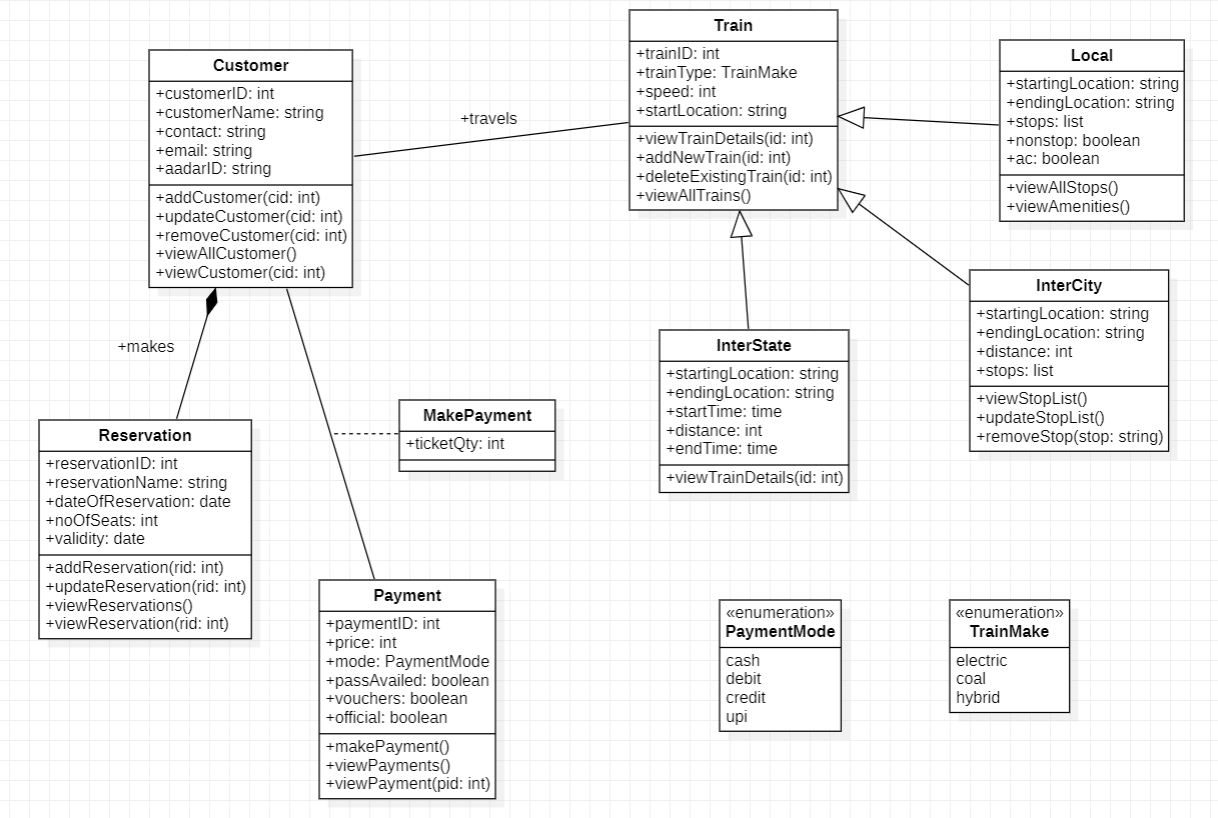 Customer
+customerID: int
+customerName: string
+contact: string
+email: string
+aadarID: string
+addCustomer(cid: int)
+updateCustomer(cid: int)
+removeCustomer(cid: int)
+viewAllCustomer()
+viewCustomer(cid: int)
+travels
Train
+trainID: int
+trainType: TrainMake
+speed: int
+startLocation: string
+viewTrainDetails(id: int)
+addNewTrain(id: int)
+deleteExistingTrain(id: int)
+viewAllTrains()
Local
+startingLocation: string
+endingLocation: string
+stops: list
+nonstop: boolean
+ac: boolean
+viewAllStops()
+viewAmenities()
InterCity
+startingLocation: string
+endingLocation: string
+distance: int
+stops: list
+viewStopList()
+updateStopList()
+removeStop(stop: string)
InterState
+startingLocation: string
+endingLocation: string
+startTime: time
+distance: int
+endTime: time
+viewTrainDetails(id: int)
+makes
Reservation
+reservationID: int
+reservationName: string
+dateOfReservation: date
+noOfSeats: int
+validity: date
+addReservation(rid: int)
+updateReservation(rid: int)
+viewReservations()
+viewReservation(rid: int)
MakePayment
+ticketQty: int
Payment
+paymentID: int
+price: int
+mode: PaymentMode
+passAvailed: boolean
+vouchers: boolean
+official: boolean
+makePayment()
+viewPayments()
+viewPayment(pid: int)
«enumeration»
PaymentMode
cash
debit
credit
upi
«enumeration»
TrainMake
electric
coal
hybrid